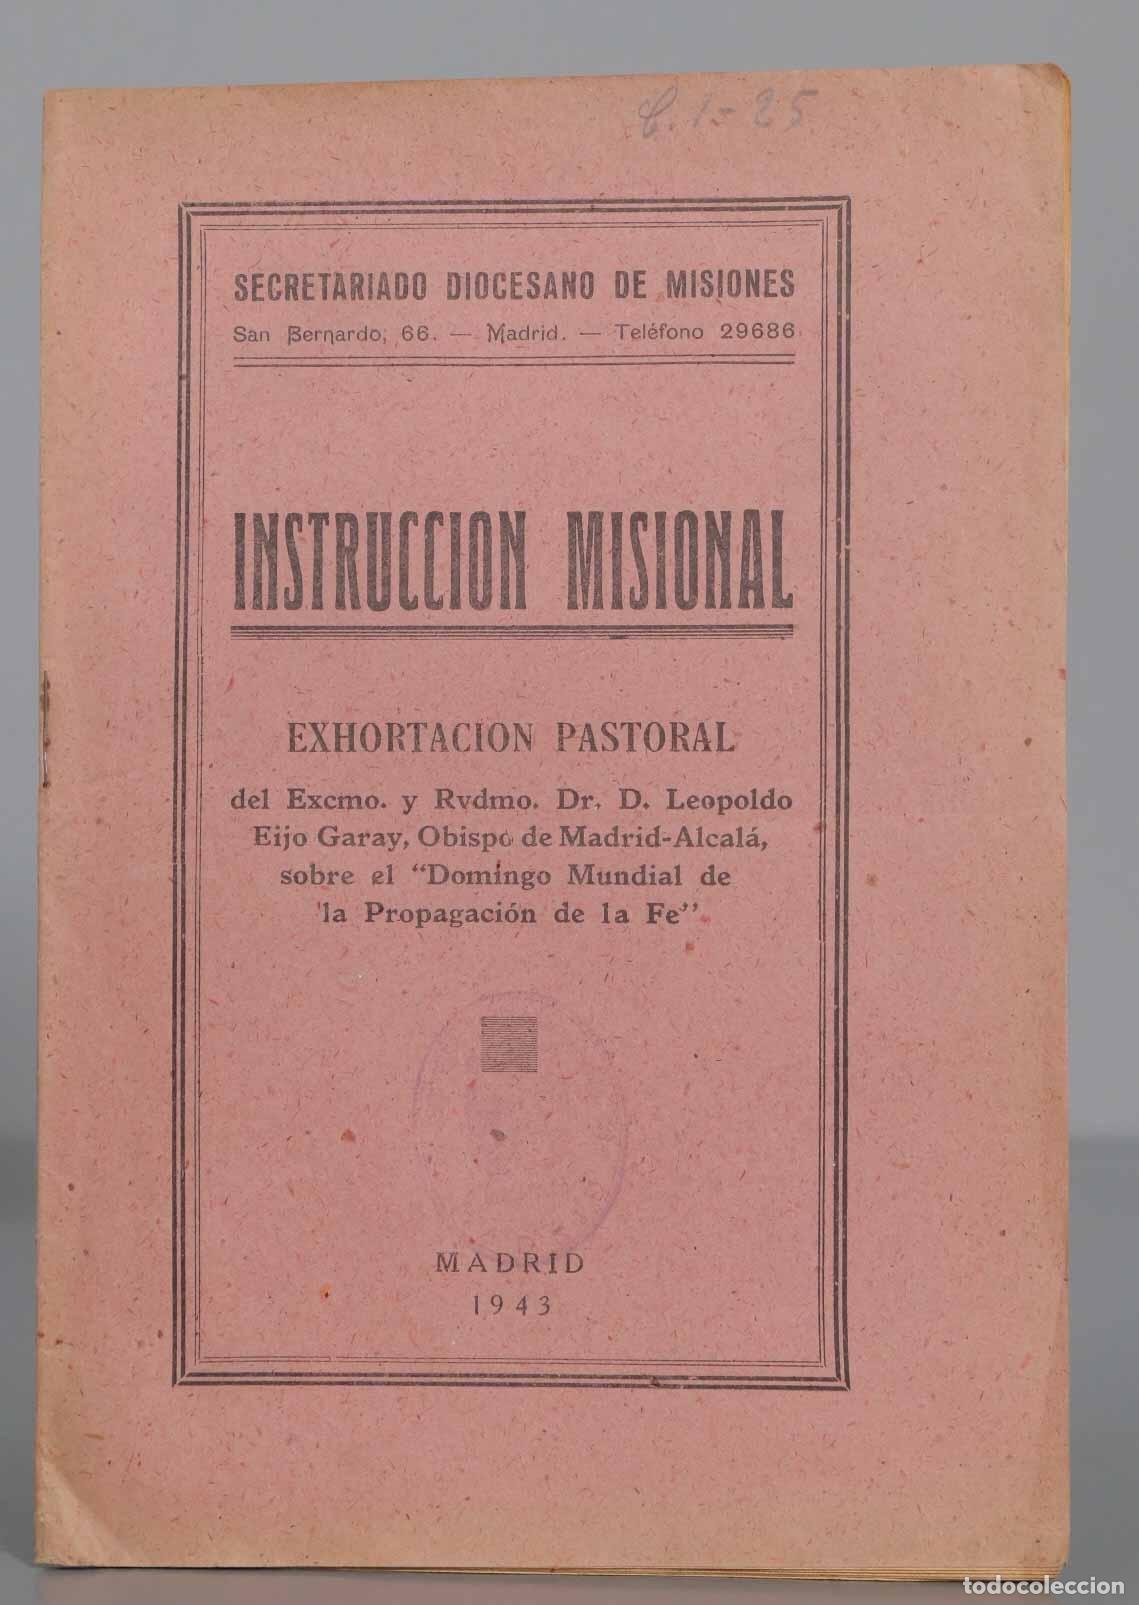 C. 1-25
SECRETARIADO DIOCESANO DE MISIONES
San Bernardo, 66. — Madrid. — Teléfono 29686
INSTRUCCION MISIONAL
EXHORTACION PASTORAL
del Excmo. y Rvdmo. Dr. D. Leopoldo
Eijo Garay, Obispo de Madrid-Alcalá,
sobre el “Domingo Mundial de
la Propagación de la Fe”
MADRID
1943
todocoleccion